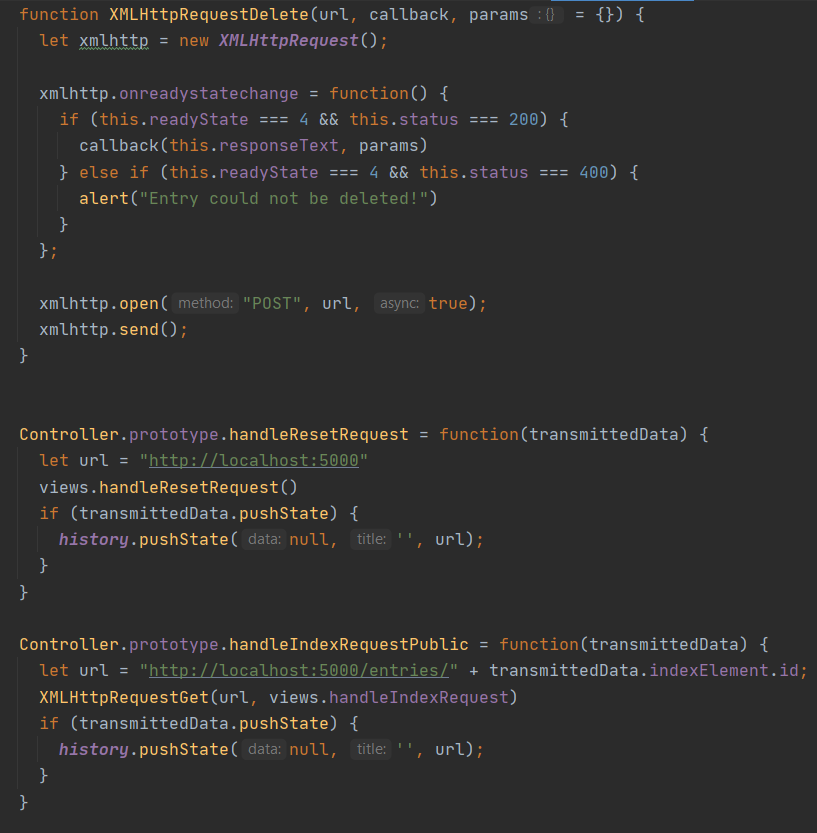 function XMLHttpRequestDelete(url, callback, params : {} = {}) {
  let xmlhttp = new XMLHttpRequest();

  xmlhttp.onreadystatechange = function() {
    if (this.readyState === 4 && this.status === 200) {
      callback(this.responseText, params)
    } else if (this.readyState === 4 && this.status === 400) {
      alert("Entry could not be deleted!")
    }
  };

  xmlhttp.open( method: "POST", url, async: true);
  xmlhttp.send();
}


Controller.prototype.handleResetRequest = function(transmittedData) {
  let url = "http://localhost:5000"
  views.handleResetRequest()
  if (transmittedData.pushState) {
    history.pushState( data: null, title: '', url);
  }
}

Controller.prototype.handleIndexRequestPublic = function(transmittedData) {
  let url = "http://localhost:5000/entries/" + transmittedData.indexElement.id;
  XMLHttpRequestGet(url, views.handleIndexRequest)
  if (transmittedData.pushState) {
    history.pushState( data: null, title: '', url);
  }
}